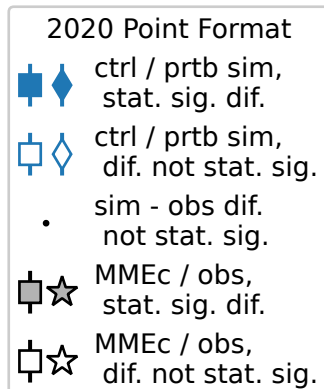 2020 Point Format
ctrl / prtb sim,
stat. sig. dif.
ctrl / prtb sim,
dif. not stat. sig.
sim - obs dif.
not stat. sig.
MMEc / obs,
stat. sig. dif.
MMEc / obs,
dif. not stat. sig.